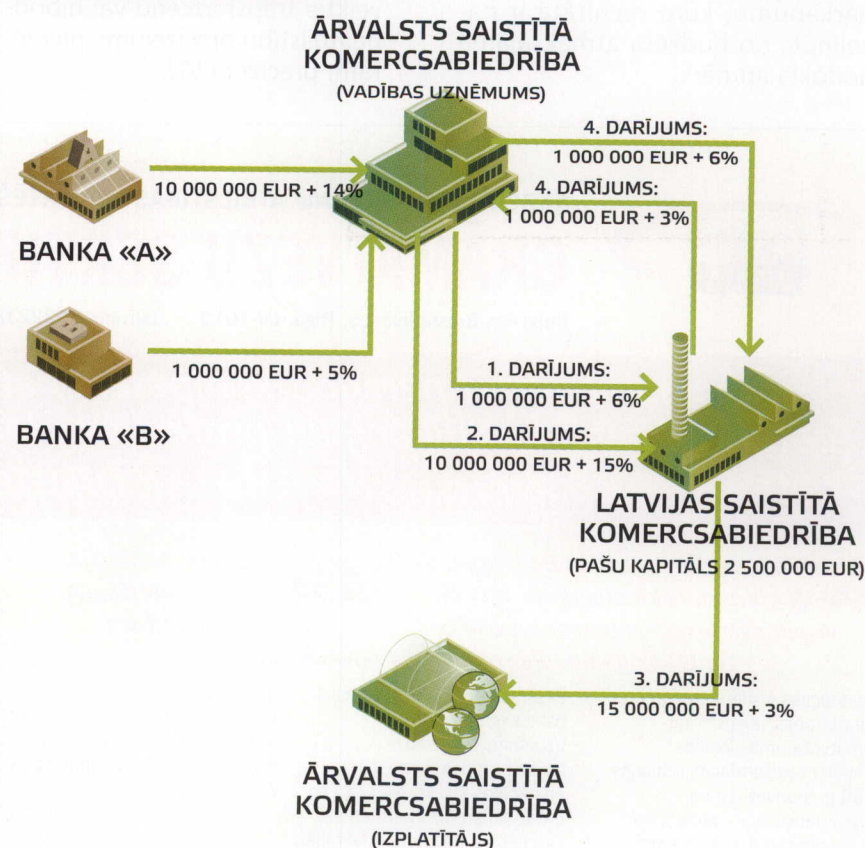 ĀRVALSTS SAISTĪTĀ
KOMERCSABIEDRĪBA
(VADĪBAS UZŅĒMUMS)
A
10 000 000 EUR + 14%
BANKA «A»
4. DARĪJUMS:
1 000 000 EUR + 6%
4. DARĪJUMS:
1 000 000 EUR + 3%
B
1 000 000 EUR + 5%
BANKA «B»
1. DARĪJUMS:
1 000 000 EUR + 6%
2. DARĪJUMS:
10 000 000 EUR + 15%
LATVIJAS SAISTĪTĀ
KOMERCSABIEDRĪBA
(PAŠU KAPITĀLS 2 500 000 EUR)
3. DARĪJUMS:
15 000 000 EUR + 3%
ĀRVALSTS SAISTĪTĀ
KOMERCSABIEDRĪBA
(IZPLATĪTĀJS)